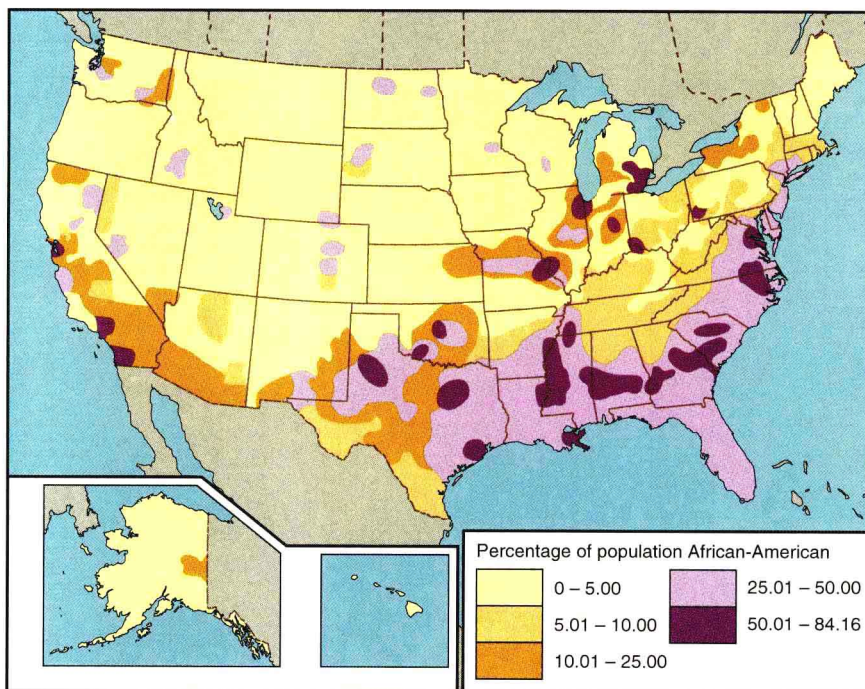 Percentage of population African-American
0 – 5.00
5.01 – 10.00
10.01 – 25.00
25.01 – 50.00
50.01 – 84.16